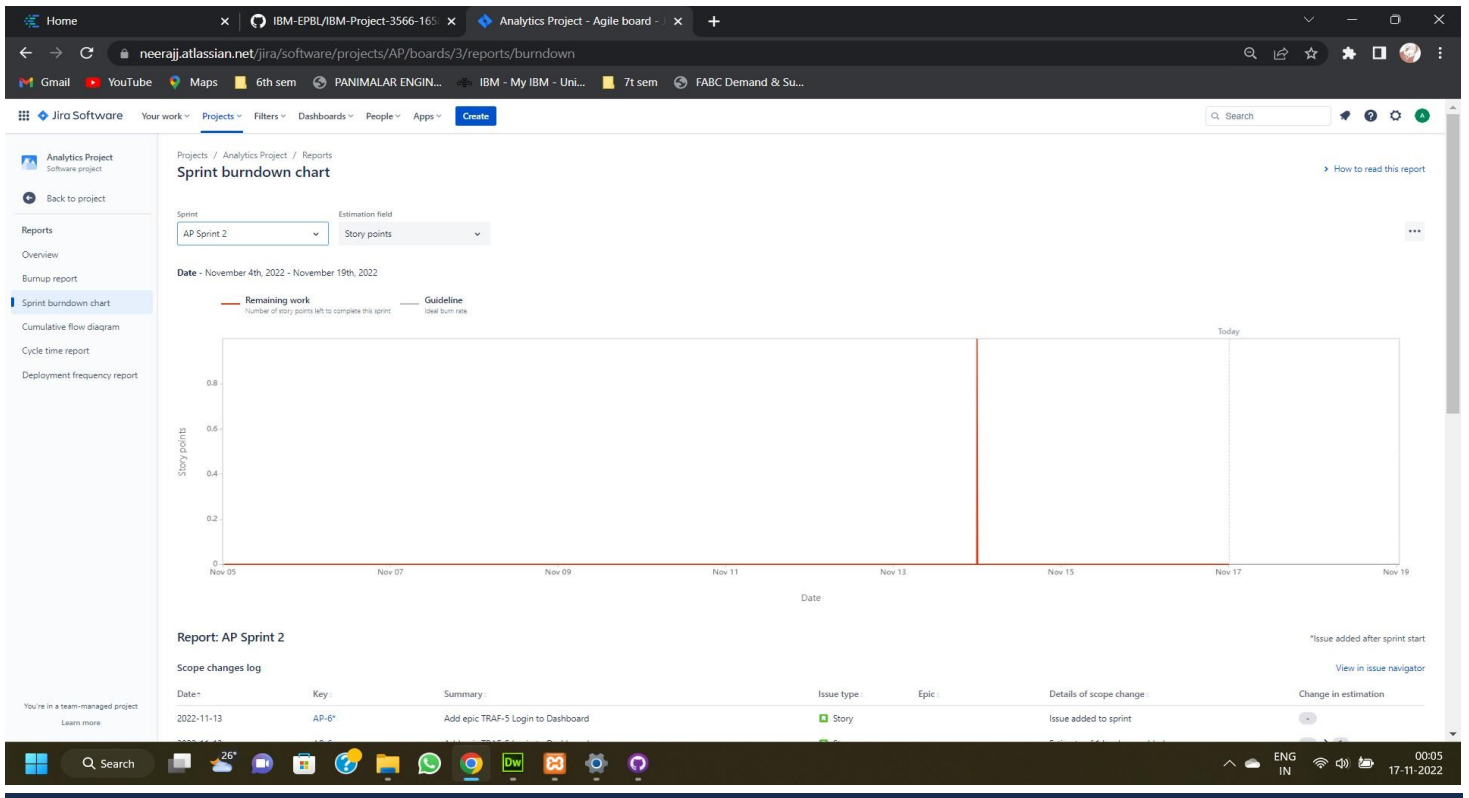 Home
IBM-EPBL/IBM-Project-3566-165
Analytics Project - Agile board -
neerajj.atlassian.net/jira/software/projects/AP/boards/3/reports/burndown
Gmail YouTube Maps 6th sem PANIMALAR ENGIN... IBM - My IBM - Uni... 7t sem FABC Demand & Su...
Jira Software Your work Projects Filters Dashboards People Apps Create Search A
Analytics Project
Software project
Back to project
Reports
Overview
Burnup report
Sprint burndown chart
Cumulative flow diagram
Cycle time report
Deployment frequency report
You're in a team-managed project
Learn more
Projects / Analytics Project / Reports
Sprint burndown chart
How to read this report
Sprint Estimation field
AP Sprint 2 Story points
Date - November 4th, 2022 - November 19th, 2022
Remaining work
Number of story points left to complete this sprint
Guideline
Ideal burn rate
Today
Story points
0.8
0.6
0.4
0.2
0
Nov 05 Nov 07 Nov 09 Nov 11 Nov 13 Nov 15 Nov 17 Nov 19
Date
Report: AP Sprint 2
*Issue added after sprint start
Scope changes log
View in issue navigator
Date Key Summary Issue type Epic Details of scope change Change in estimation
2022-11-13 AP-6* Add epic TRAF-5 Login to Dashboard Story Issue added to sprint -
26°
Search
Dw
ENG
IN
00:05
17-11-2022